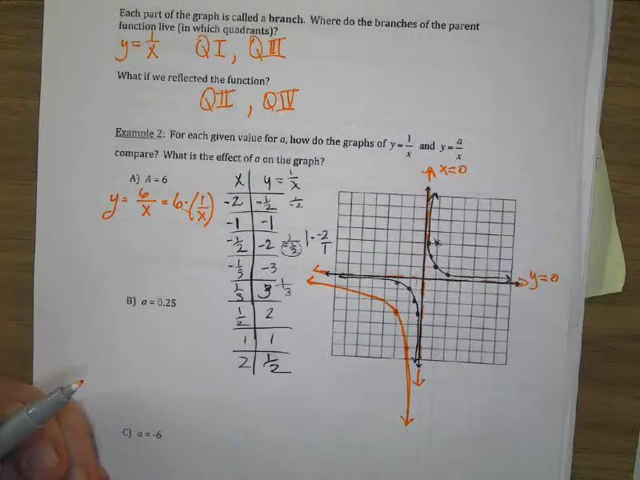 Each part of the graph is called a branch. Where do the branches of the parent
function live (in which quadrants)?
y = 1/x QI, QIII
What if we reflected the function?
QII, QIV
Example 2: For each given value for a, how do the graphs of y = 1/x and y = a/x
compare? What is the effect of a on the graph?
x=0
A) A = 6
y = 6/x = 6·(1/x)
x | y = 1/x
-2 | -1/2
-1 | -1
-1/2 | -2
-1/3 | -3
1/3 | 3
1/2 | 2
1 | 1
2 | 1/2
y=0
B) a = 0.25
C) a = -6